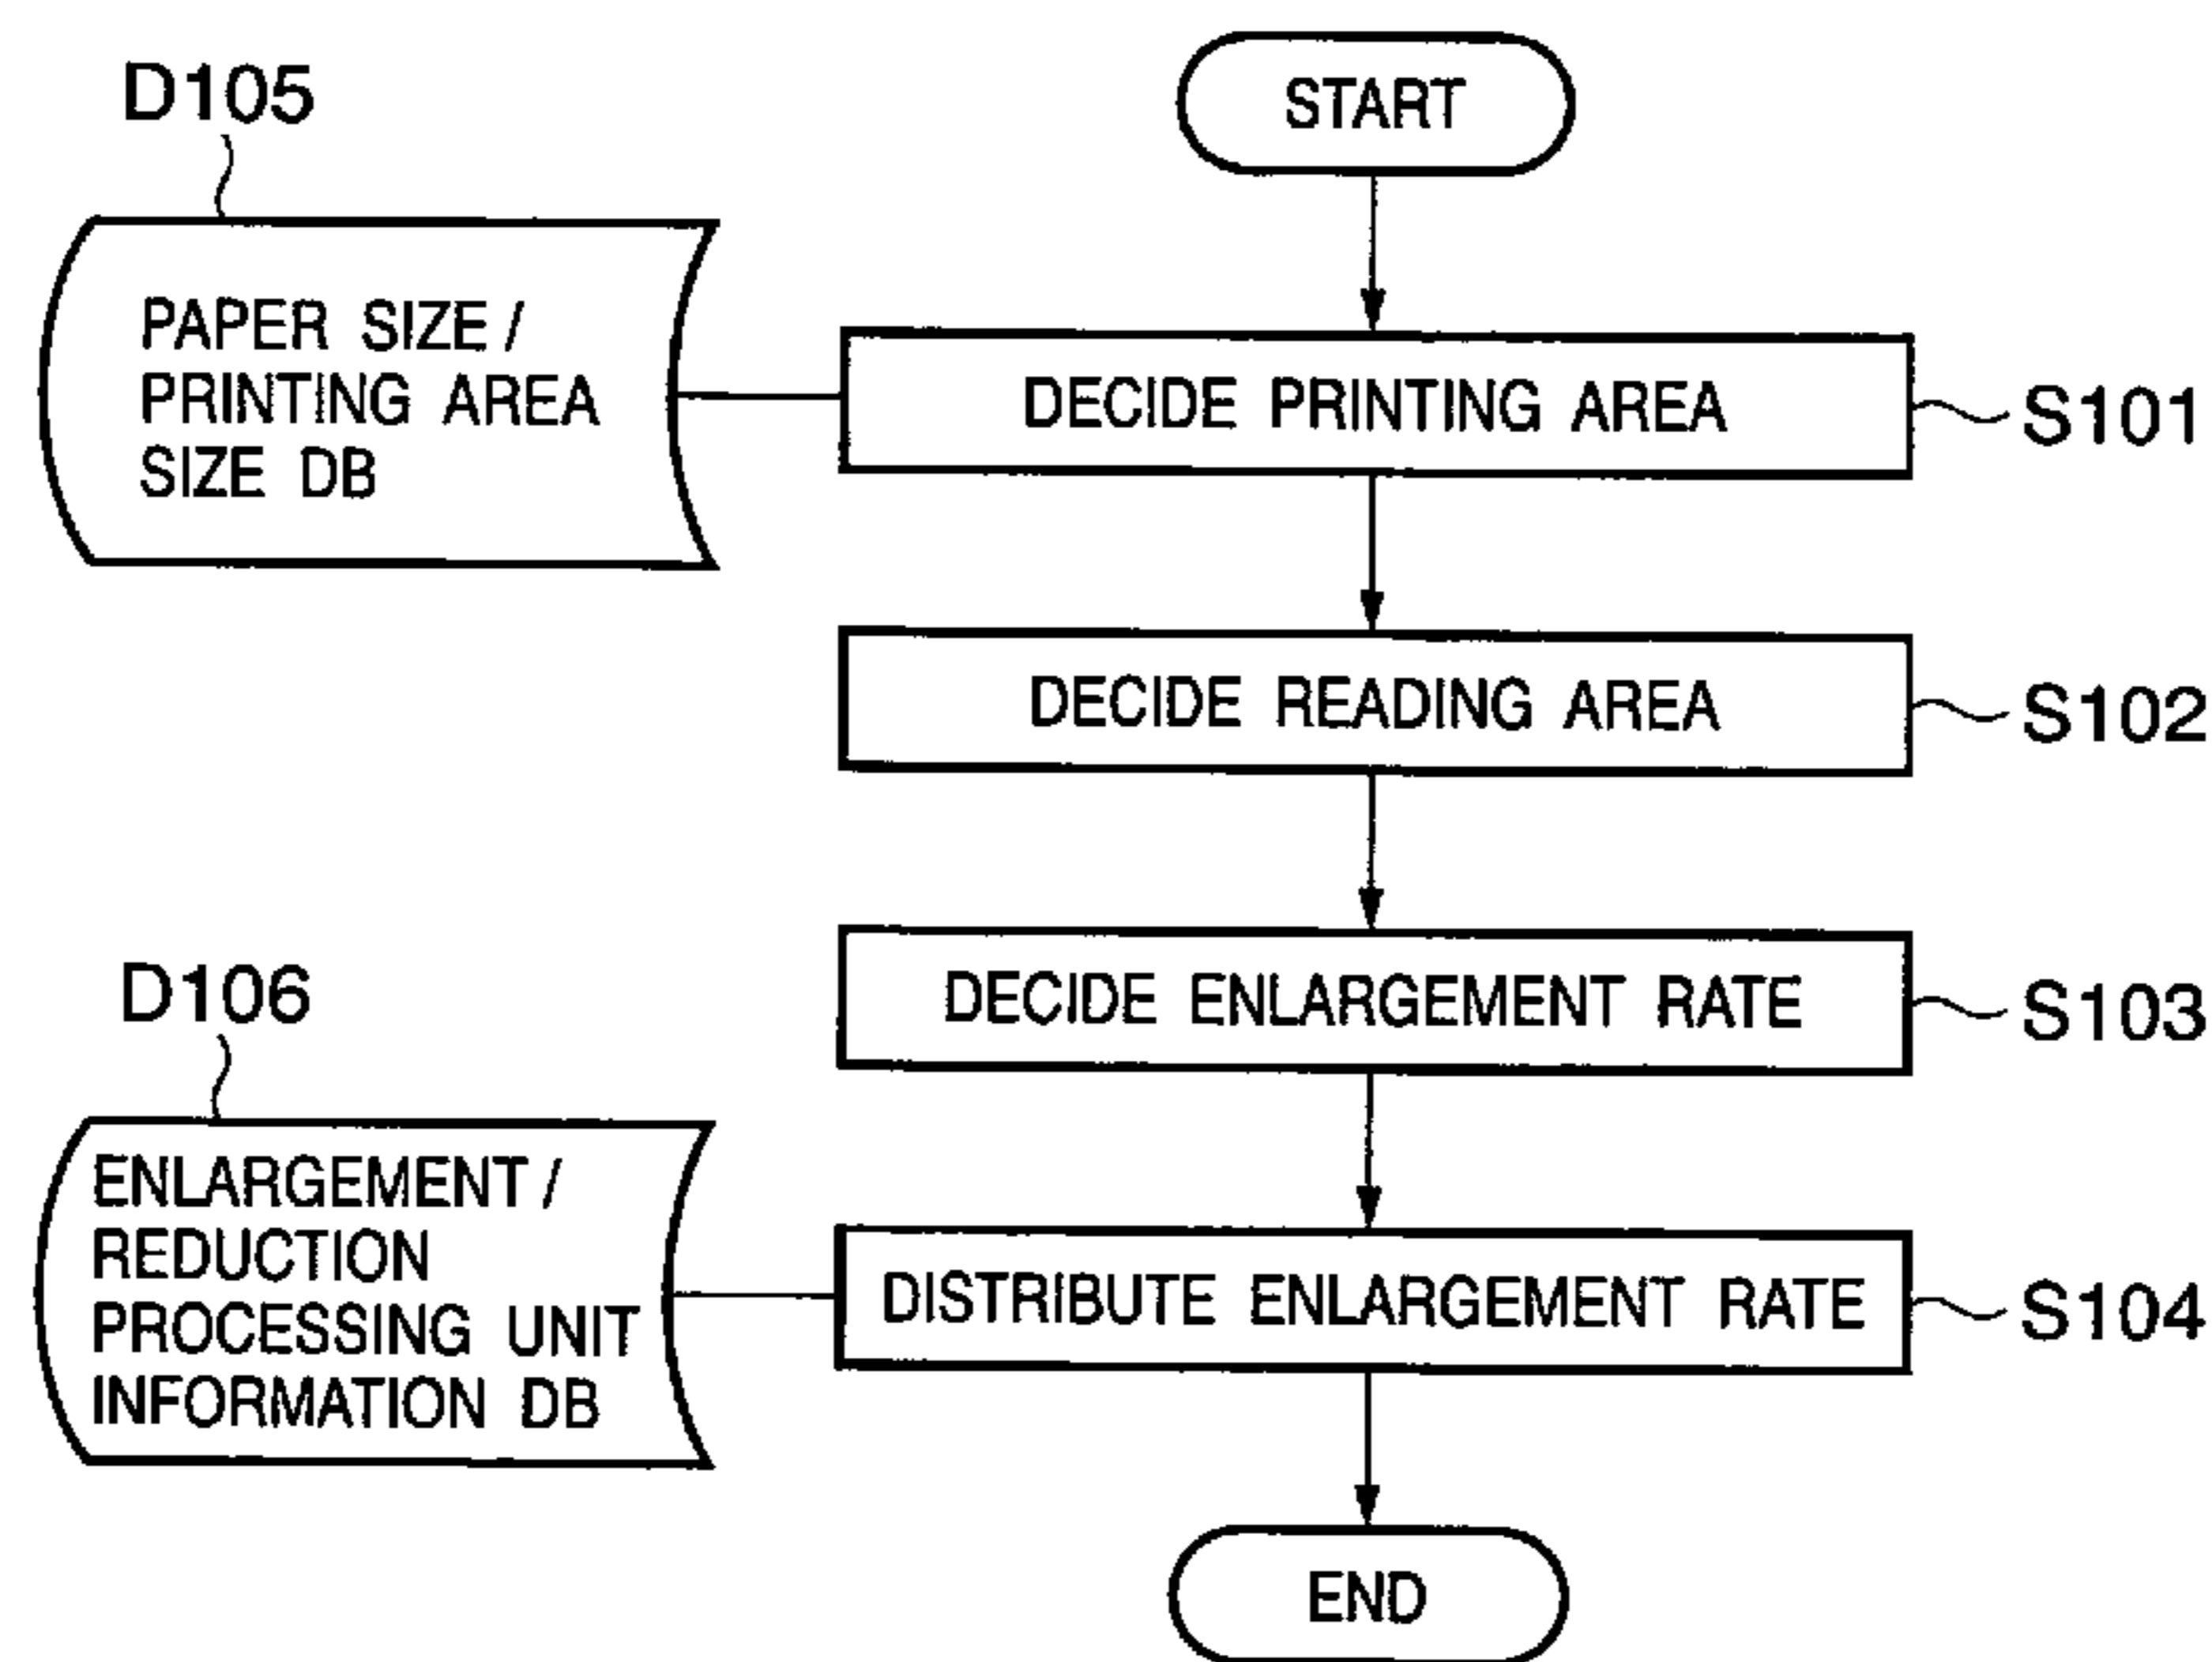 START
D105
PAPER SIZE /
PRINTING AREA
SIZE DB
DECIDE PRINTING AREA
S101
DECIDE READING AREA
S102
DECIDE ENLARGEMENT RATE
S103
D106
ENLARGEMENT /
REDUCTION
PROCESSING UNIT
INFORMATION DB
DISTRIBUTE ENLARGEMENT RATE
S104
END